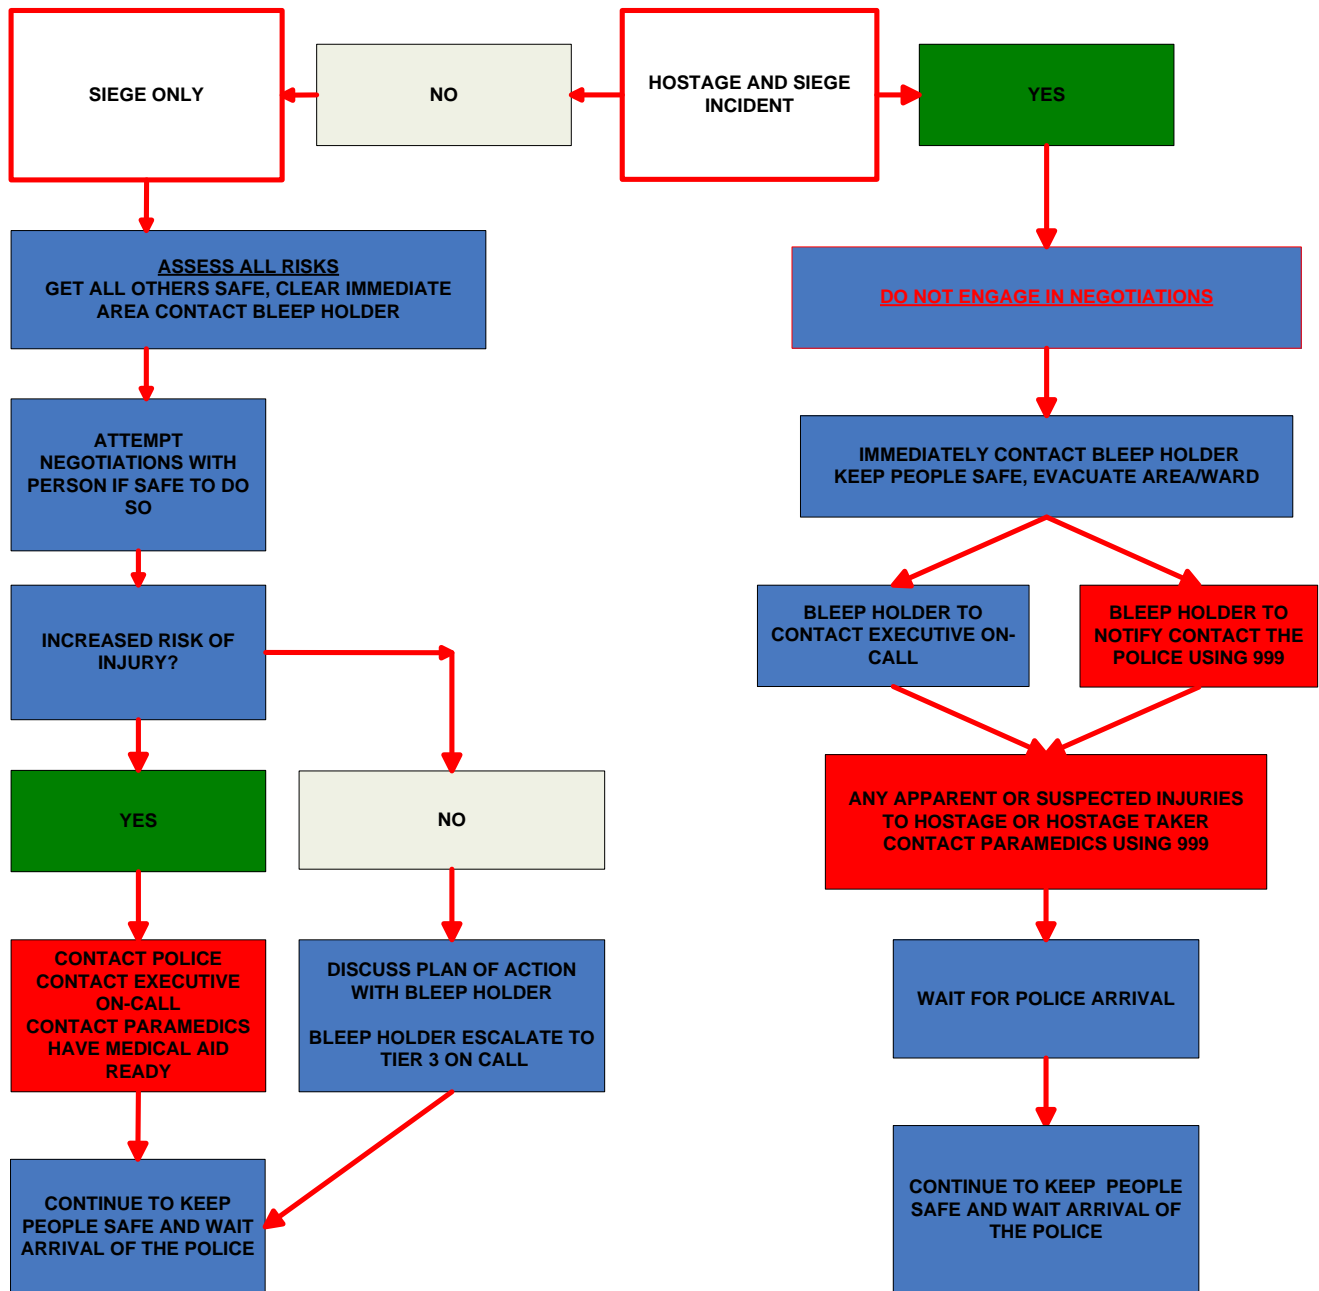 SIEGE ONLY
NO
HOSTAGE AND SIEGE
INCIDENT
YES
ASSESS ALL RISKS
GET ALL OTHERS SAFE, CLEAR IMMEDIATE
AREA CONTACT BLEEP HOLDER
DO NOT ENGAGE IN NEGOTIATIONS
ATTEMPT
NEGOTIATIONS WITH
PERSON IF SAFE TO DO
SO
IMMEDIATELY CONTACT BLEEP HOLDER
KEEP PEOPLE SAFE, EVACUATE AREA/WARD
INCREASED RISK OF
INJURY?
BLEEP HOLDER TO
CONTACT EXECUTIVE ON-
CALL
BLEEP HOLDER TO
NOTIFY CONTACT THE
POLICE USING 999
YES
NO
ANY APPARENT OR SUSPECTED INJURIES
TO HOSTAGE OR HOSTAGE TAKER
CONTACT PARAMEDICS USING 999
CONTACT POLICE
CONTACT EXECUTIVE
ON-CALL
CONTACT PARAMEDICS
HAVE MEDICAL AID
READY
DISCUSS PLAN OF ACTION
WITH BLEEP HOLDER
BLEEP HOLDER ESCALATE TO
TIER 3 ON CALL
WAIT FOR POLICE ARRIVAL
CONTINUE TO KEEP
PEOPLE SAFE AND WAIT
ARRIVAL OF THE POLICE
CONTINUE TO KEEP  PEOPLE
SAFE AND WAIT ARRIVAL OF
THE POLICE